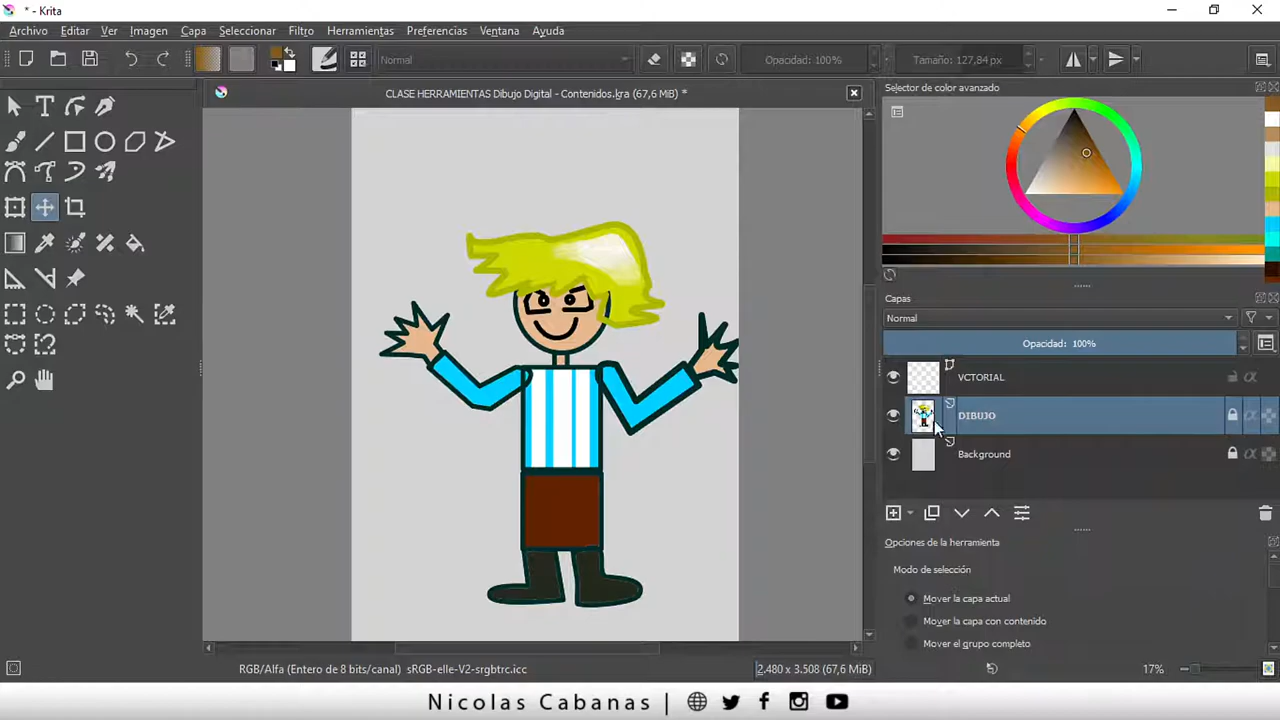 * - Krita
Archivo Editar Ver Imagen Filtro Capa Seleccionar Herramientas Preferencias Ventana Ayuda
Normal Opacidad: 100% Tamaño: 127,84 px
CLASE HERRAMIENTAS Dibujo Digital - Contenidos.kra (67,6 MiB) *
Selector de color avanzado
Capas
Normal
Opacidad: 100%
VCTORIAL
DIBUJO
Background
Opciones de la herramienta
Modo de selección
Mover la capa actual
Mover la capa con contenido
Mover el grupo completo
RGB/Alfa (Entero de 8 bits/canal) sRGB-elle-V2-srgbtrc.icc 2.480 x 3.508 (67,6 MiB) 17%
Nicolas Cabanas |